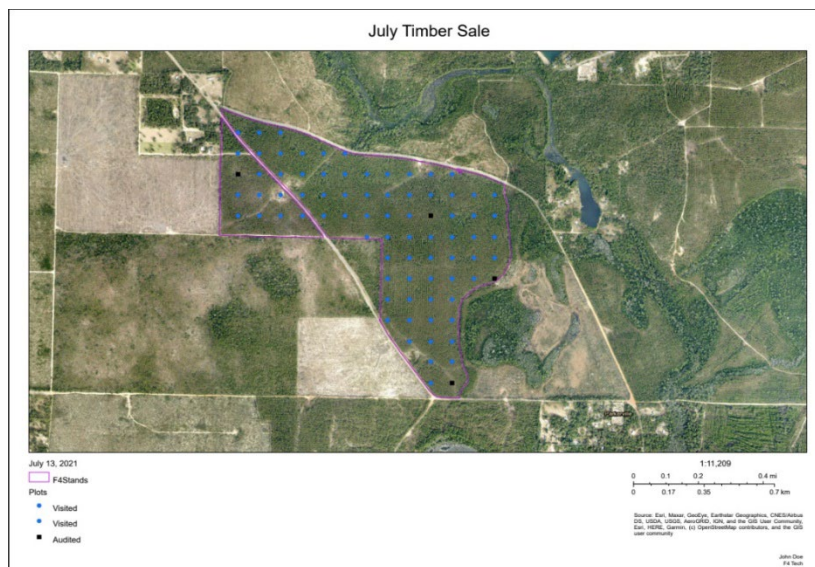 July Timber Sale
July 13, 2021
F4Stands
Plots
Visited
Visited
Audited
1:11,209
0 0.1 0.2 0.4 mi
0 0.17 0.35 0.7 km
Source: Esri, Maxar, GeoEye, Earthstar Geographics, CNES/Airbus
DS, USDA, USGS, AeroGRID, IGN, and the GIS User Community,
Esri, HERE, Garmin, (c) OpenStreetMap contributors, and the GIS
user community
John Doe
F4 Tech